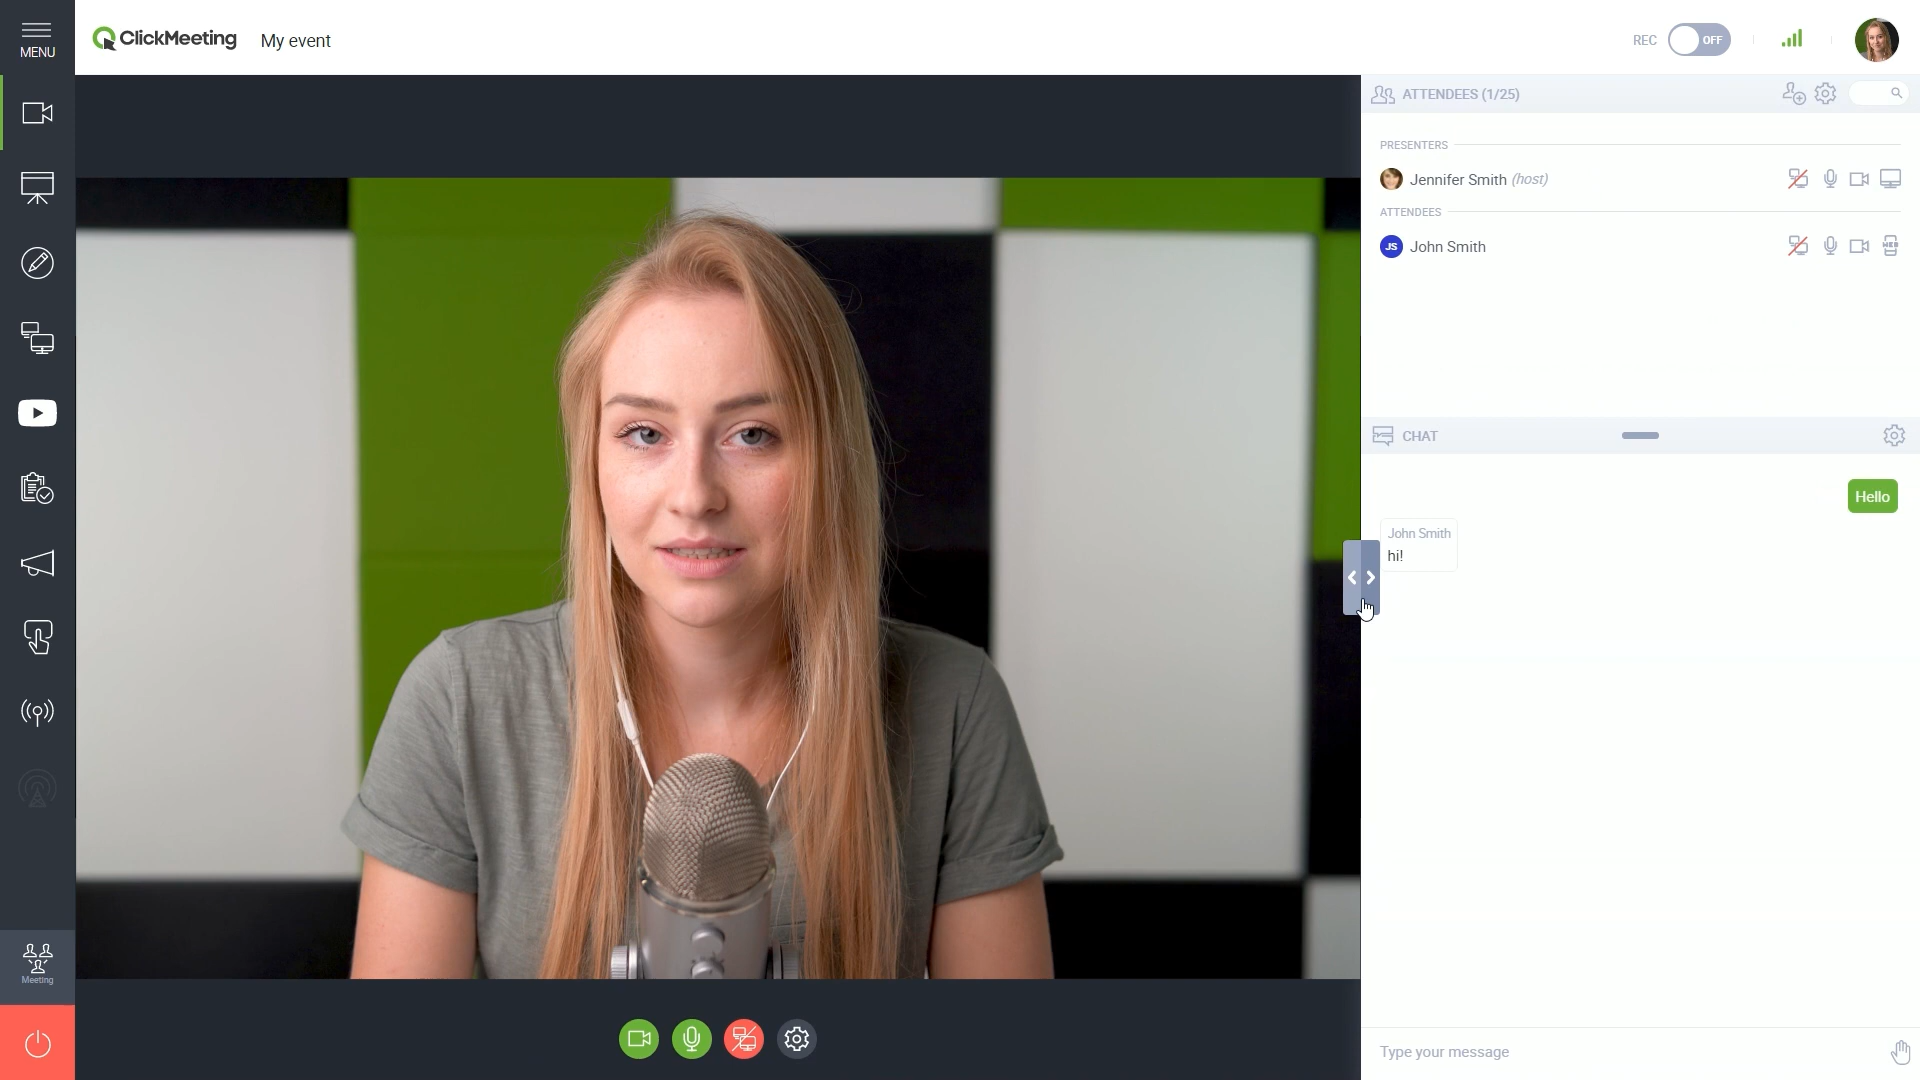 MENU
ClickMeeting
My event
REC
OFF
ATTENDEES (1/25)
PRESENTERS
Jennifer Smith (host)
ATTENDEES
JS
John Smith
WEB
CHAT
Hello
John Smith
hi!
Meeting
Type your message